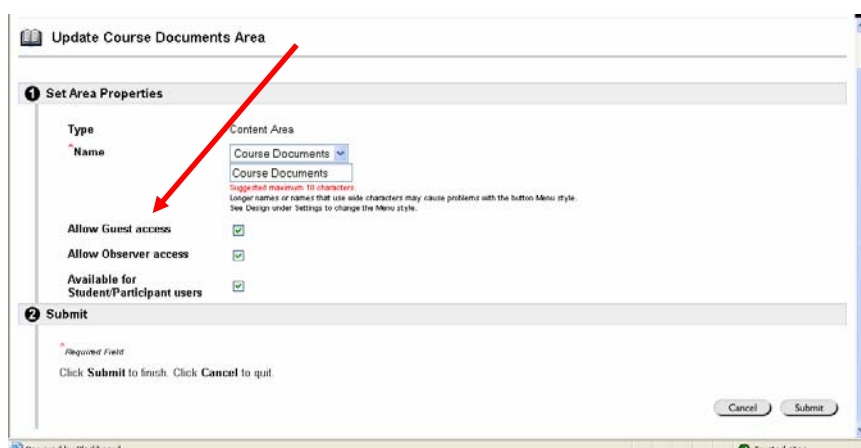 Update Course Documents Area
1 Set Area Properties
Type Content Area
*Name Course Documents
Course Documents
Suggested maximum 18 characters.
Longer names or names that use wide characters may cause problems with the button Menu style.
See Design under Settings to change the Menu style.
Allow Guest access
Allow Observer access
Available for
Student/Participant users
2 Submit
*Required Field
Click Submit to finish. Click Cancel to quit.
Cancel Submit